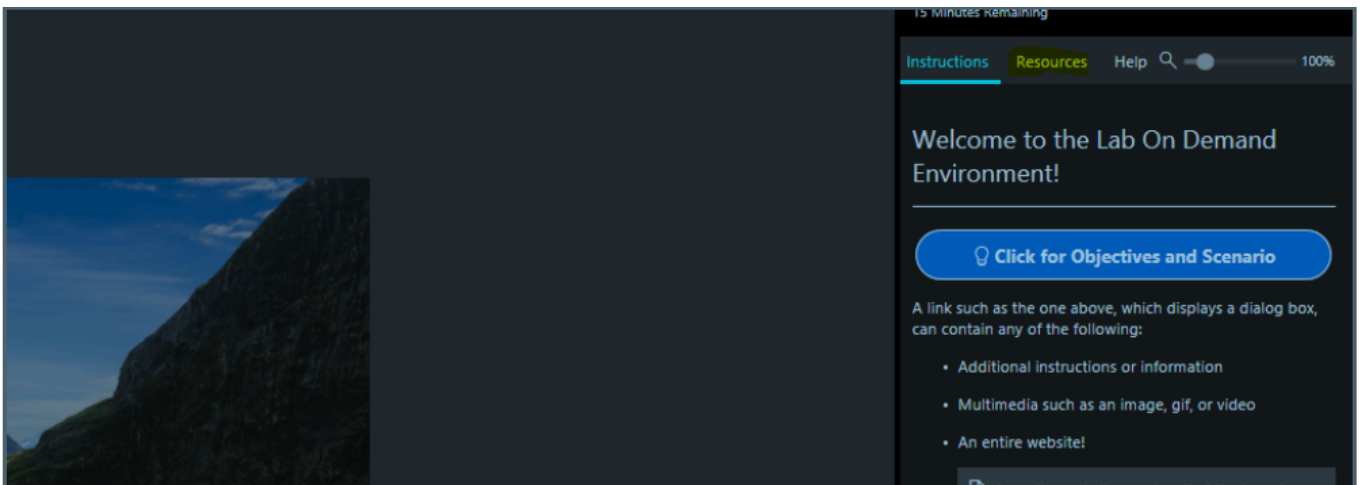 15 Minutes Remaining
Instructions Resources Help 100%
Welcome to the Lab On Demand
Environment!
Click for Objectives and Scenario
A link such as the one above, which displays a dialog box,
can contain any of the following:
• Additional instructions or information
• Multimedia such as an image, gif, or video
• An entire website!